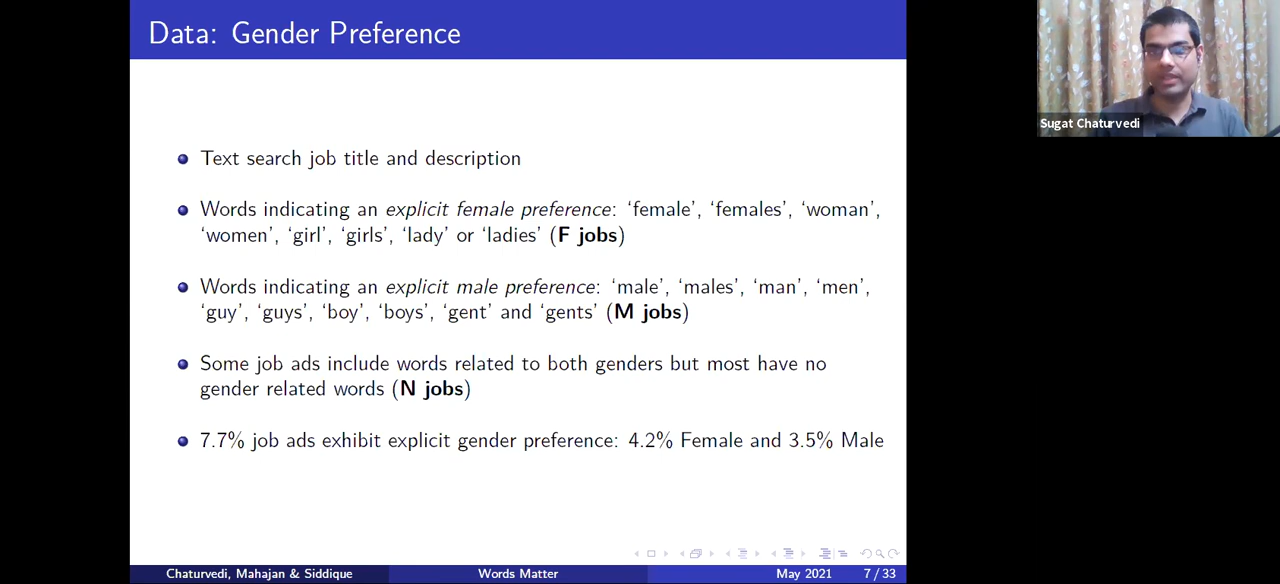 Data: Gender Preference
Sugat Chaturvedi
Text search job title and description
Words indicating an explicit female preference: ‘female’, ‘females’, ‘woman’,
‘women’, ‘girl’, ‘girls’, ‘lady’ or ‘ladies’ (F jobs)
Words indicating an explicit male preference: ‘male’, ‘males’, ‘man’, ‘men’,
‘guy’, ‘guys’, ‘boy’, ‘boys’, ‘gent’ and ‘gents’ (M jobs)
Some job ads include words related to both genders but most have no
gender related words (N jobs)
7.7% job ads exhibit explicit gender preference: 4.2% Female and 3.5% Male
Chaturvedi, Mahajan & Siddique Words Matter May 2021 7 / 33